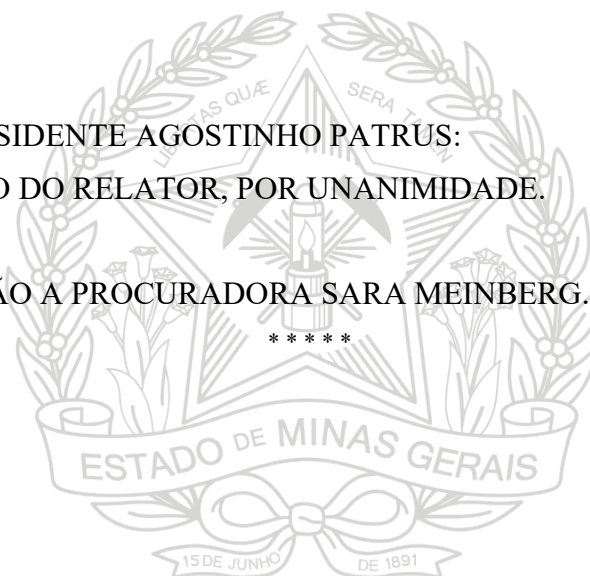 LIBERTAS QUÆ SERA TAMEN
SIDENTE AGOSTINHO PATRUS:
O DO RELATOR, POR UNANIMIDADE.
ÃO A PROCURADORA SARA MEINBERG.
* * * * *
ESTADO DE MINAS GERAIS
15 DE JUNHO DE 1891